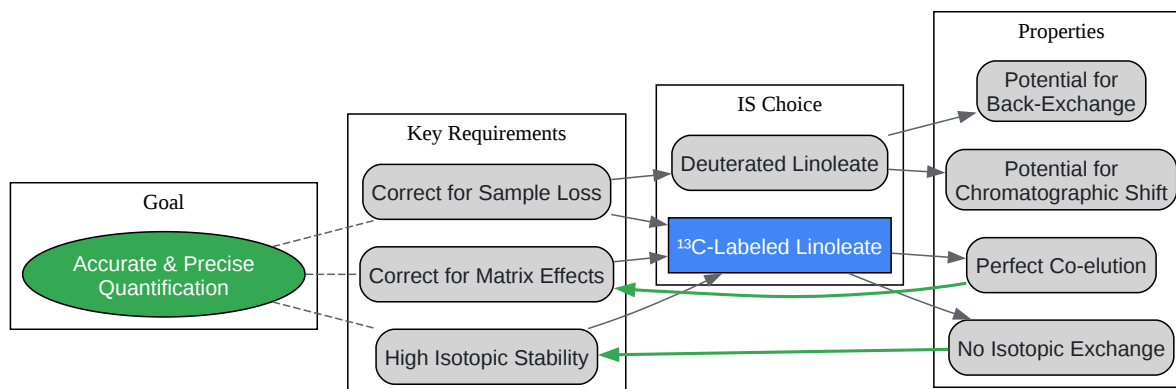 Goal
Accurate & Precise
Quantification
Key Requirements
Correct for Sample Loss
Correct for Matrix Effects
High Isotopic Stability
IS Choice
Deuterated Linoleate
¹³C-Labeled Linoleate
Properties
Potential for
Back-Exchange
Potential for
Chromatographic Shift
Perfect Co-elution
No Isotopic Exchange